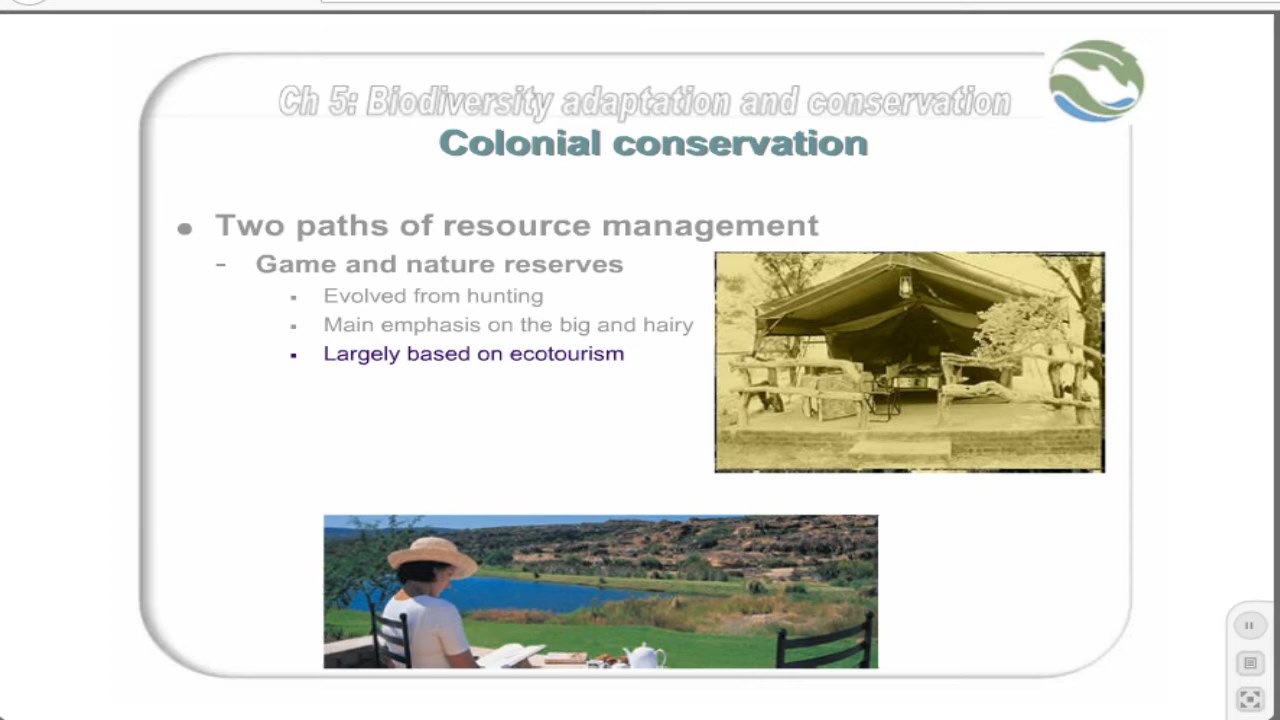 Ch 5: Biodiversity adaptation and conservation
Colonial conservation
• Two paths of resource management
- Game and nature reserves
▪ Evolved from hunting
▪ Main emphasis on the big and hairy
▪ Largely based on ecotourism